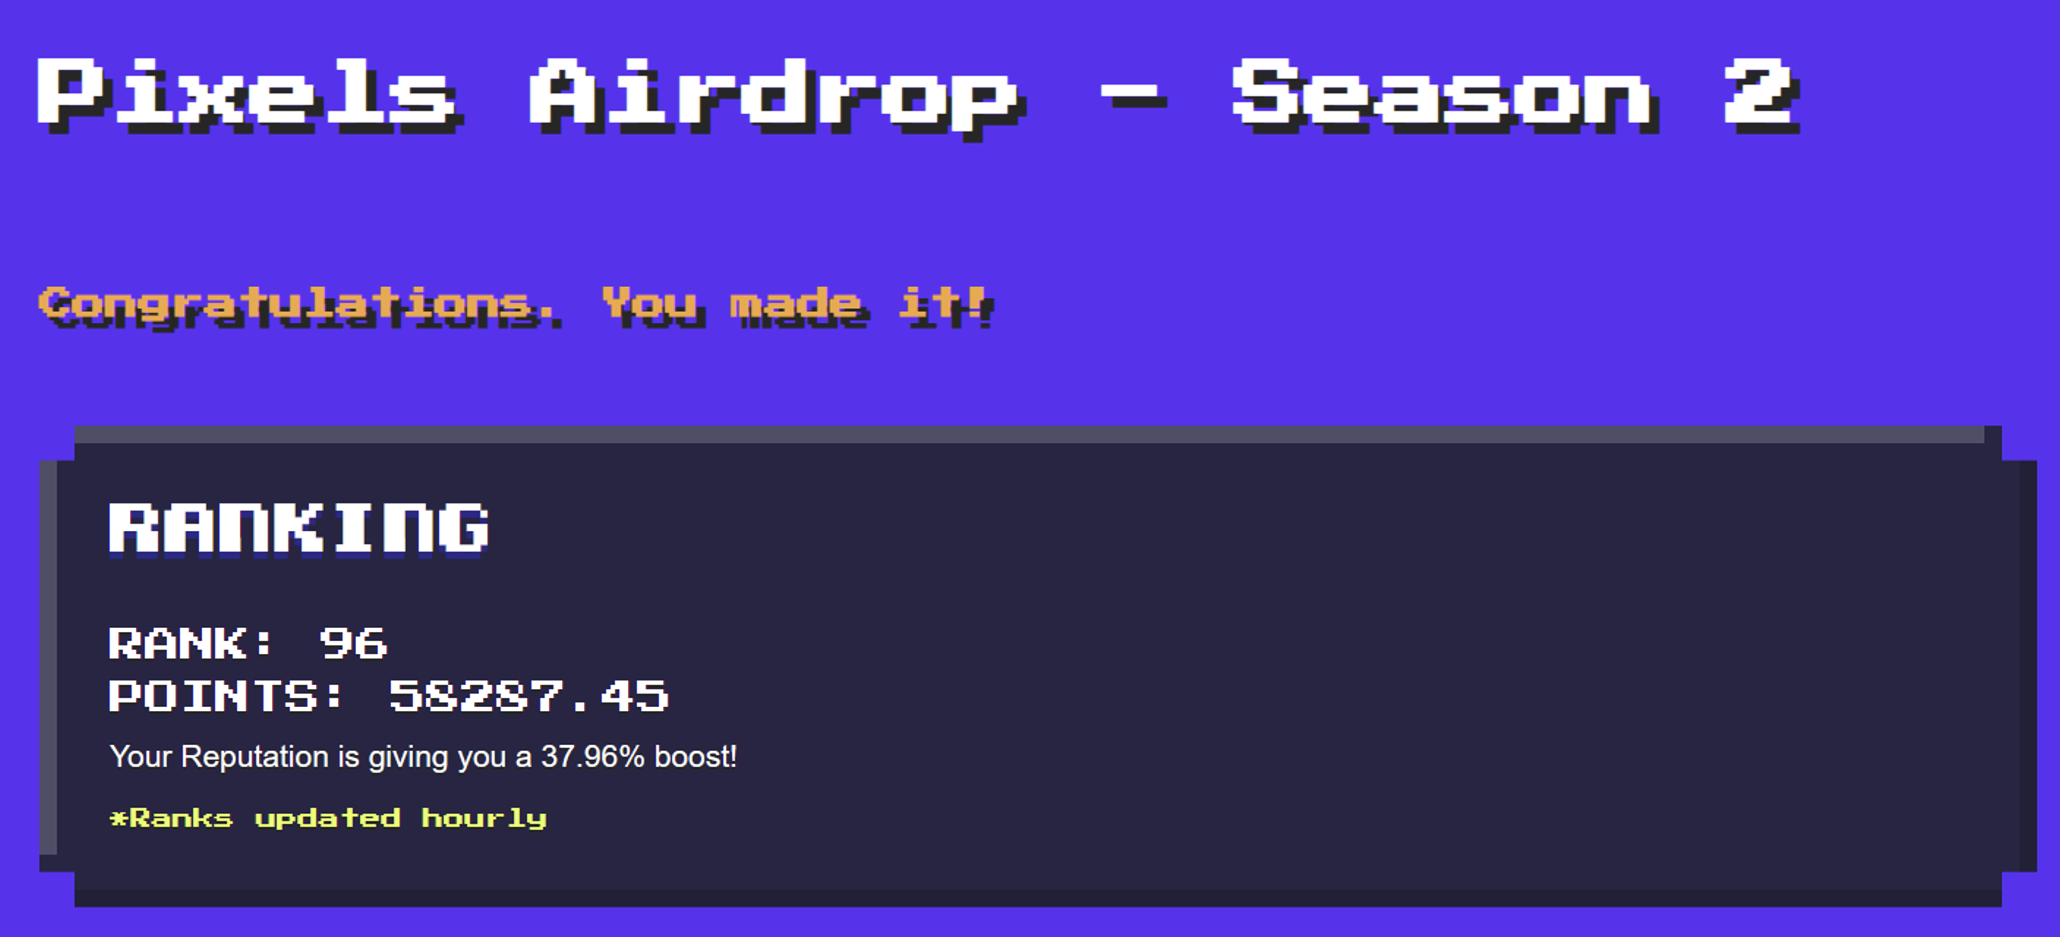 Pixels Airdrop - Season 2
Congratulations. You made it!
RANKING
RANK: 96
POINTS: 58287.45
Your Reputation is giving you a 37.96% boost!
*Ranks updated hourly